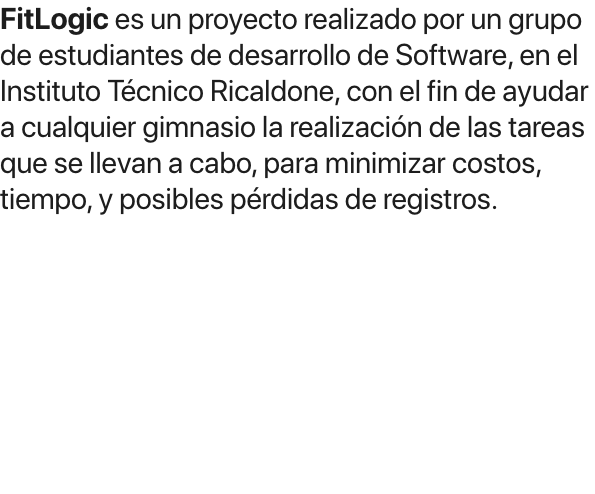 FitLogic es un proyecto realizado por un grupo
de estudiantes de desarrollo de Software, en el
Instituto Técnico Ricaldone, con el fin de ayudar
a cualquier gimnasio la realización de las tareas
que se llevan a cabo, para minimizar costos,
tiempo, y posibles pérdidas de registros.